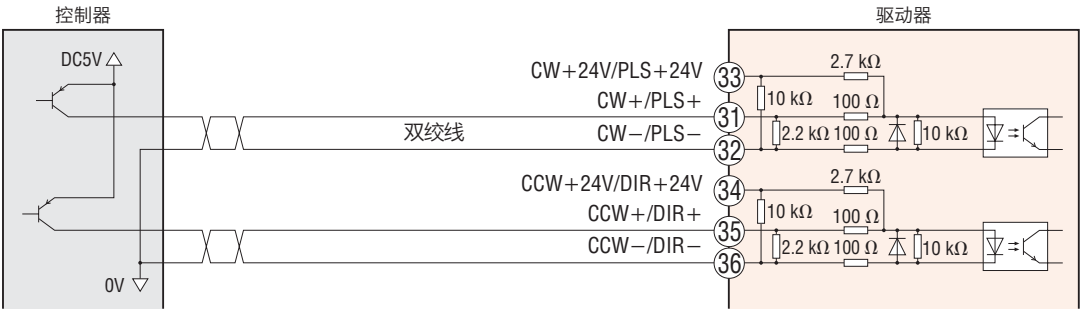 控制器
驱动器
DC5V
CW+24V/PLS+24V
33
2.7 kΩ
CW+/PLS+
31
10 kΩ
100 Ω
双绞线
CW−/PLS−
32
2.2 kΩ
100 Ω
10 kΩ
CCW+24V/DIR+24V
34
2.7 kΩ
CCW+/DIR+
35
10 kΩ
100 Ω
CCW−/DIR−
36
2.2 kΩ
100 Ω
10 kΩ
0V